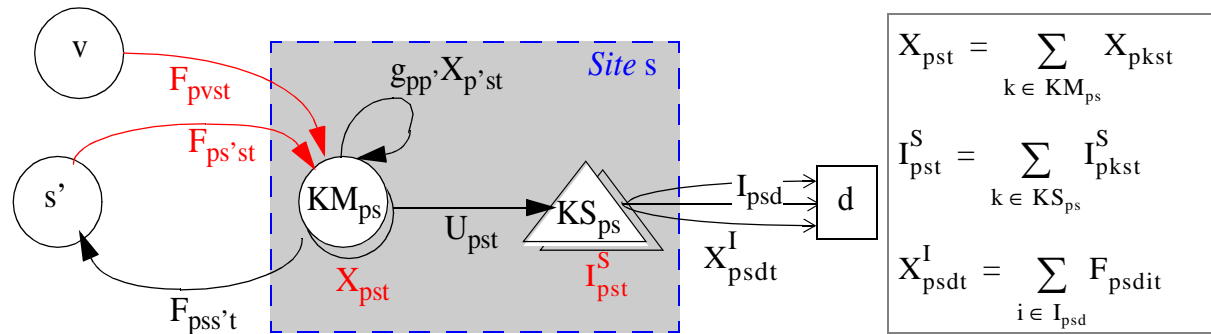 v
Site s
g_pp' X_p'st
F_pvst
F_ps'st
s'
KM_ps
U_pst
KS_ps
I_psd
d
X^I_psdt
X_pst
I^S_pst
F_pss't
X_pst = ∑_{k ∈ KM_ps} X_pkst
I^S_pst = ∑_{k ∈ KS_ps} I^S_pkst
X^I_psdt = ∑_{i ∈ I_psd} F_psdit